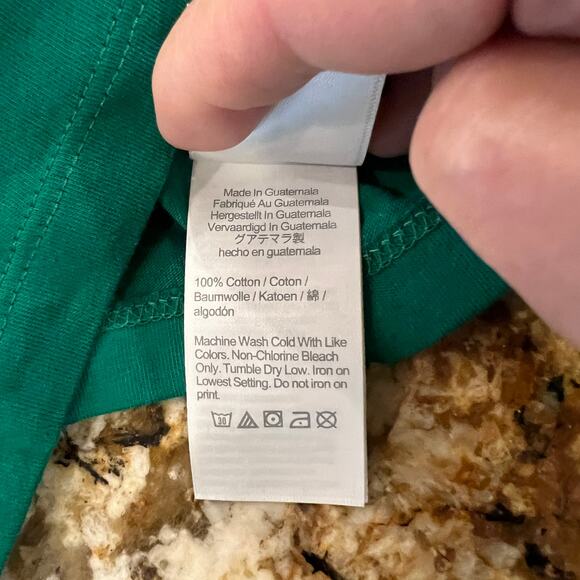 Made In Guatemala
Fabriqué Au Guatemala
Hergestellt In Guatemala
Vervaardigd In Guatemala
グアテマラ製
hecho en guatemala
100% Cotton / Coton /
Baumwolle / Katoen / 綿 /
algodón
Machine Wash Cold With Like
Colors. Non-Chlorine Bleach
Only. Tumble Dry Low. Iron on
Lowest Setting. Do not iron on
print.
30